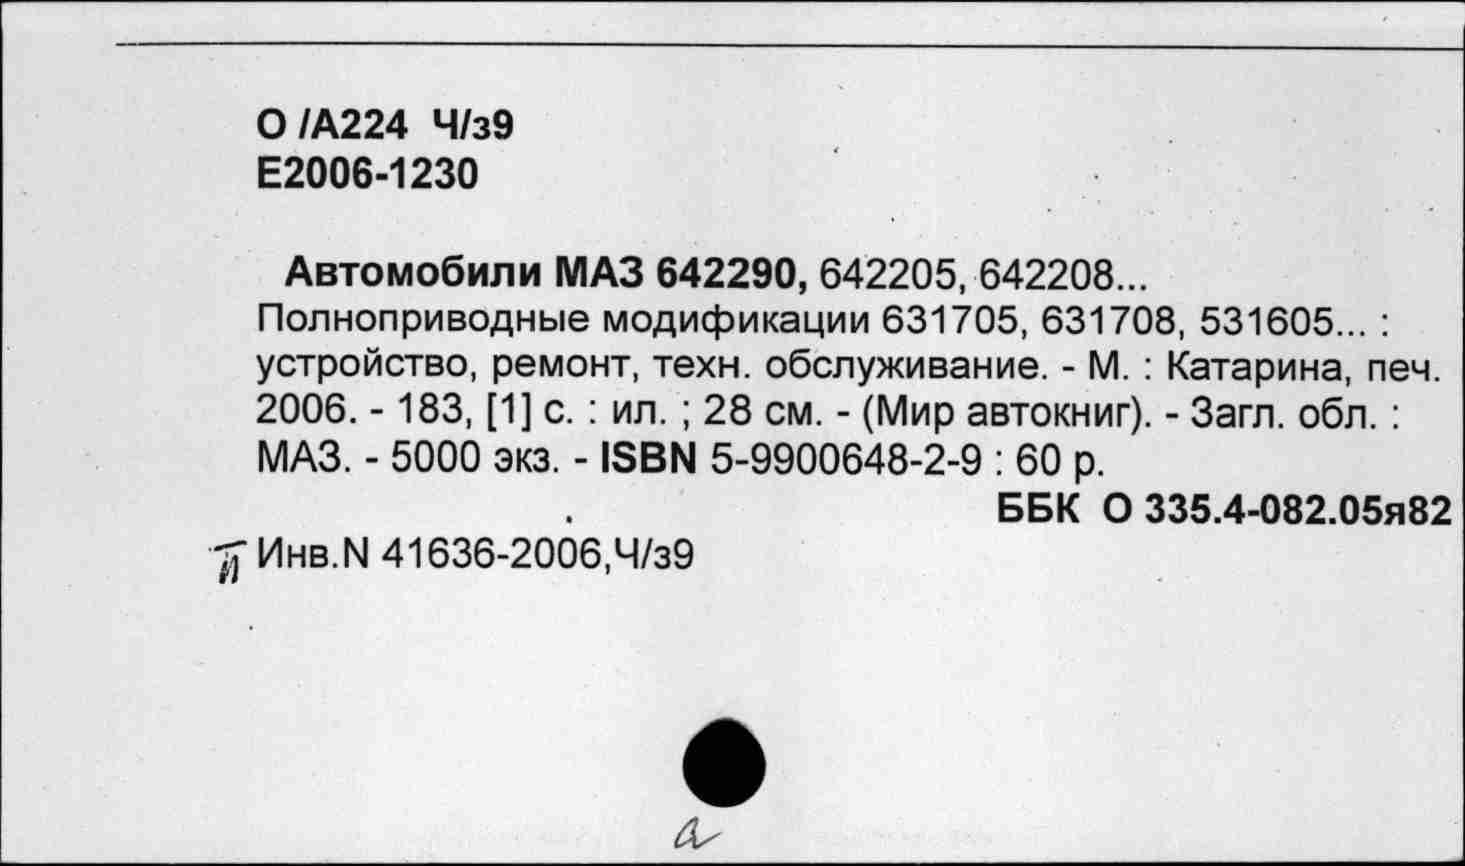 О /А224 Ч/з9
Е2006-1230
Автомобили МАЗ 642290, 642205, 642208...
Полноприводные модификации 631705, 631708, 531605... :
устройство, ремонт, техн. обслуживание. - М. : Катарина, печ.
2006. - 183, [1] с. : ил. ; 28 см. - (Мир автокниг). - Загл. обл. :
МАЗ. - 5000 экз. - ISBN 5-9900648-2-9 : 60 р.
ББК О 335.4-082.05я82
Инв.N 41636-2006,Ч/з9